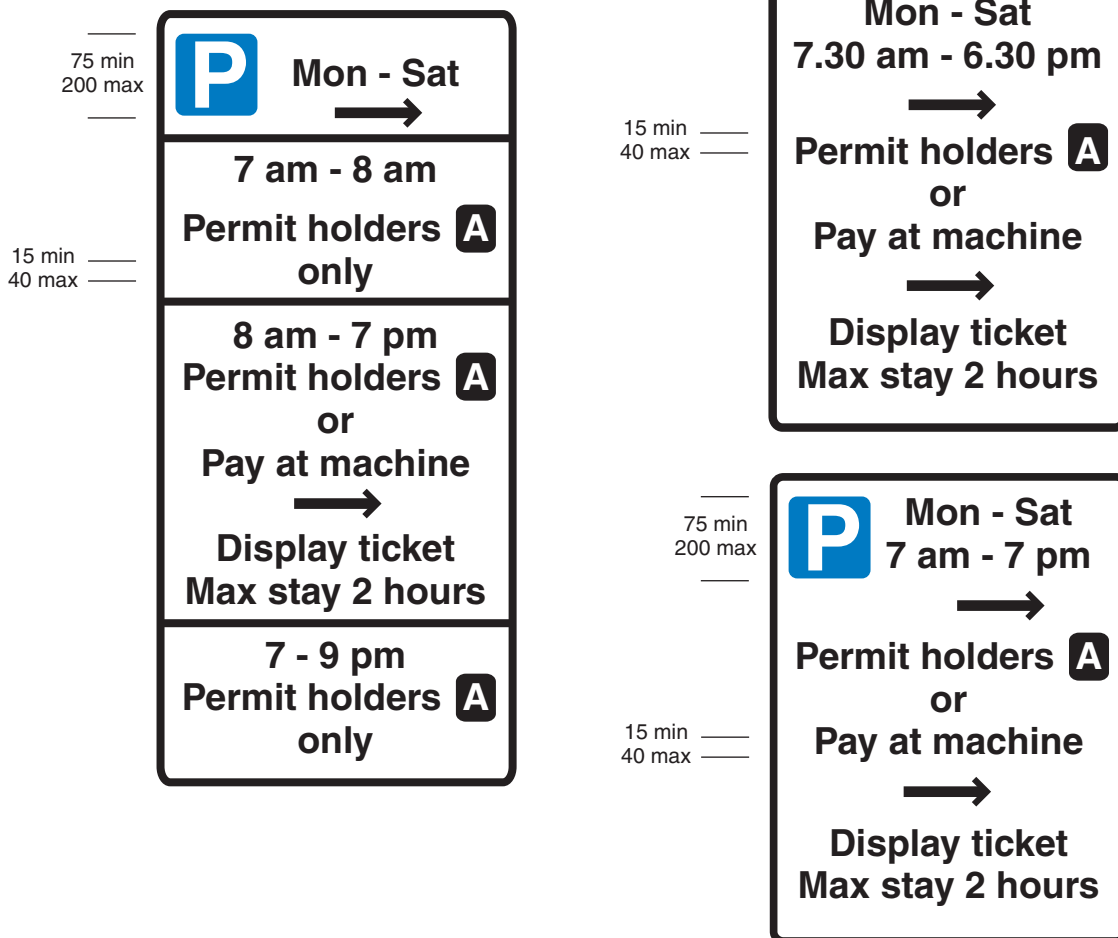 75 min
200 max
P
Mon - Sat
7 am - 8 am
Permit holders A
only
15 min
40 max
8 am - 7 pm
Permit holders A
or
Pay at machine
Display ticket
Max stay 2 hours
7 - 9 pm
Permit holders A
only
Mon - Sat
7.30 am - 6.30 pm
15 min
40 max
Permit holders A
or
Pay at machine
Display ticket
Max stay 2 hours
75 min
200 max
P
Mon - Sat
7 am - 7 pm
Permit holders A
or
15 min
40 max
Pay at machine
Display ticket
Max stay 2 hours